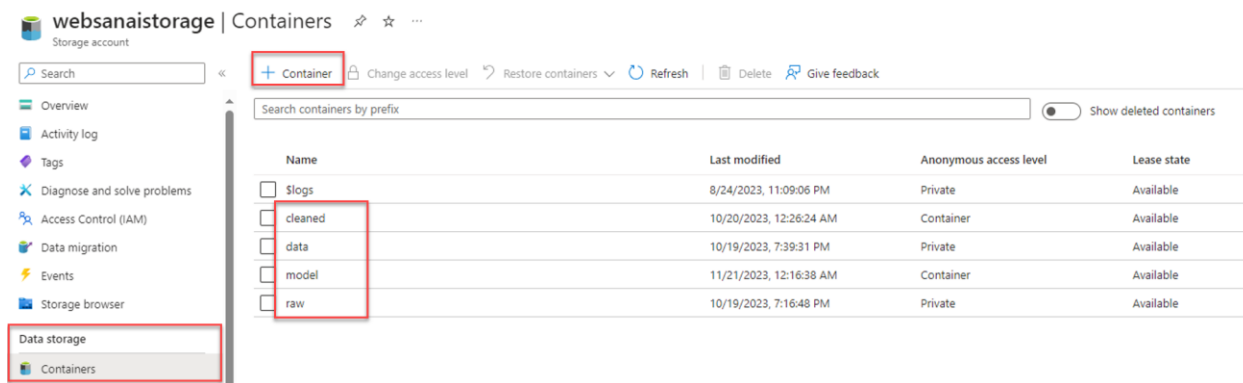 websanaistorage | Containers ...
Storage account
Search
Overview
Activity log
Tags
Diagnose and solve problems
Access Control (IAM)
Data migration
Events
Storage browser
Data storage
Containers
+ Container Change access level Restore containers Refresh Delete Give feedback
Search containers by prefix
Show deleted containers
Name Last modified Anonymous access level Lease state
$logs 8/24/2023, 11:09:06 PM Private Available
cleaned 10/20/2023, 12:26:24 AM Container Available
data 10/19/2023, 7:39:31 PM Private Available
model 11/21/2023, 12:16:38 AM Container Available
raw 10/19/2023, 7:16:48 PM Private Available